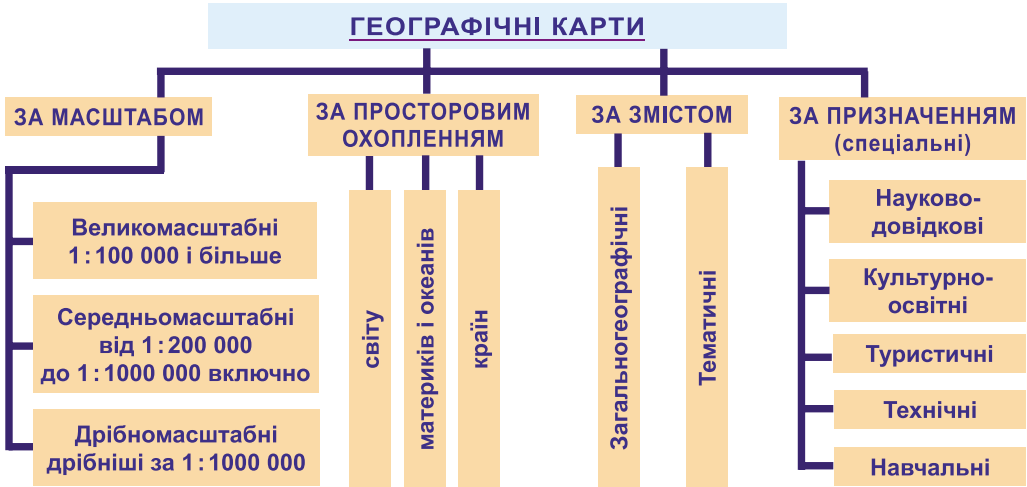 ГЕОГРАФІЧНІ КАРТИ
ЗА МАСШТАБОМ
Великомасштабні
1:100 000 і більше
Середньомасштабні
від 1:200 000
до 1:1000 000 включно
Дрібномасштабні
дрібніші за 1:1000 000
ЗА ПРОСТОРОВИМ
ОХОПЛЕННЯМ
світу
материків і океанів
країн
ЗА ЗМІСТОМ
Загальногеографічні
Тематичні
ЗА ПРИЗНАЧЕННЯМ
(спеціальні)
Науково-
довідкові
Культурно-
освітні
Туристичні
Технічні
Навчальні